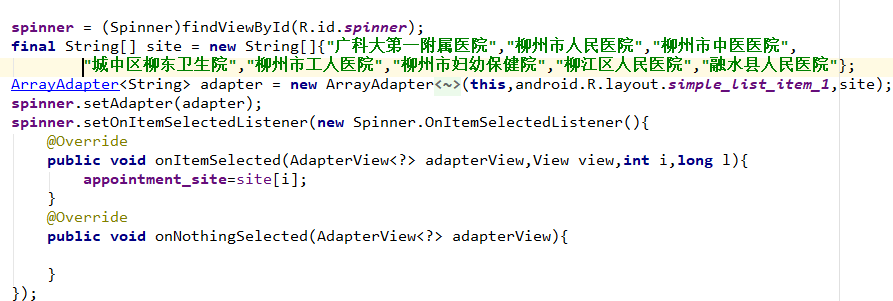 spinner = (Spinner)findViewById(R.id.spinner);
final String[] site = new String[]{"广科大第一附属医院","柳州市人民医院","柳州市中医医院",
"城中区柳东卫生院","柳州市工人医院","柳州市妇幼保健院","柳江区人民医院","融水县人民医院"};
ArrayAdapter<String> adapter = new ArrayAdapter<~>(this,android.R.layout.simple_list_item_1,site);
spinner.setAdapter(adapter);
spinner.setOnItemSelectedListener(new Spinner.OnItemSelectedListener(){
@Override
public void onItemSelected(AdapterView<?> adapterView,View view,int i,long l){
appointment_site=site[i];
}
@Override
public void onNothingSelected(AdapterView<?> adapterView){
}
});